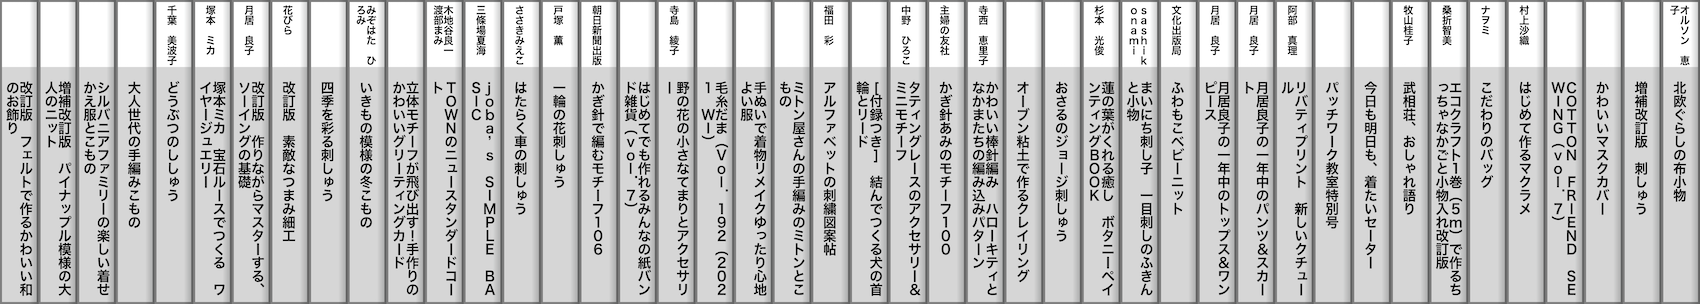 オルソン 恵
子
北欧ぐらしの布小物
増補改訂版 刺しゅう
かわいいマスクカバー
COTTON FRIEND SE
WING(vol.7)
村上沙織
はじめて作るマクラメ
ナヲミ
こだわりのバッグ
桑折智美
エコクラフト1巻(5m)で作るち
っちゃなかごと小物入れ改訂版
牧山桂子
武相荘、おしゃれ語り
今日も明日も、着たいセーター
パッチワーク教室特別号
阿部 真理
リバティプリント 新しいクチュー
ル
月居 良子
月居良子の一年中のパンツ&スカー
ト
月居 良子
月居良子の一年中のトップス&ワン
ピース
文化出版局
ふわもこベビーニット
sashik
onami
まいにち刺し子 一目刺しのふきん
と小物
杉本 光俊
蓮の葉がくれる癒し ボタニーペイ
ンティングBOOK
おさるのジョージ刺しゅう
オーブン粘土で作るクレイリング
寺西 恵里子
かわいい棒針編み ハローキティと
なかまたちの編み込みパターン
主婦の友社
かぎ針あみのモチーフ100
中野 ひろこ
タティングレースのアクセサリー&
ミニモチーフ
[付録つき] 結んでつくる犬の首
輪とリード
福田 彩
アルファベットの刺繍図案帖
ミトン屋さんの手編みのミトンとこ
もの
手ぬいで着物リメイクゆったり心地
よい服
毛糸だま(Vol.192(202
1 WI)
寺島 綾子
野の花の小さなてまりとアクセサリ
ー
はじめてでも作れるみんなの紙バン
ド雑貨(vol.7)
朝日新聞出版
かぎ針で編むモチーフ106
戸塚 薫
一輪の花刺しゅう
ささきみえこ
はたらく車の刺しゅう
三條場夏海
joba's SIMPLE BA
SIC
木地谷良一
渡部まみ
TOWNのニュースタンダードコー
ト
立体モチーフが飛び出す!手作りの
かわいいグリーティングカード
みぞはた ひ
ろみ
いきもの模様の冬こもの
四季を彩る刺しゅう
花びら
改訂版 素敵なつまみ細工
月居 良子
改訂版 作りながらマスターする、
ソーイングの基礎
塚本 ミカ
塚本ミカ 宝石ルースでつくる ワ
イヤージュエリー
千葉 美波子
どうぶつのししゅう
大人世代の手編みこもの
シルバニアファミリーの楽しい着せ
かえ服とこもの
増補改訂版 パイナップル模様の大
人のニット
改訂版 フェルトで作るかわいい和
のお飾り